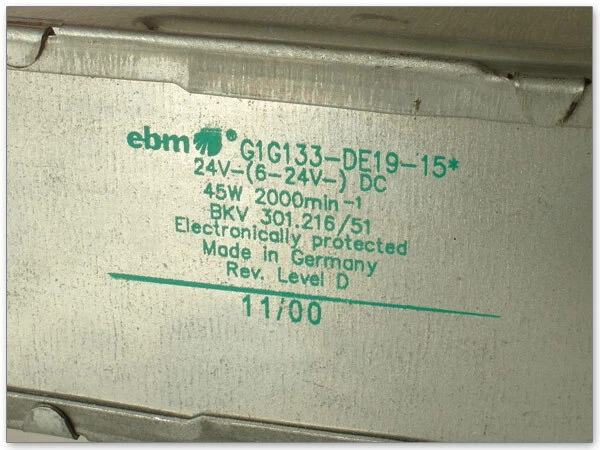 ebm® G1G133-DE19-15*
24V-(6-24V-) DC
45W 2000min-1
BKV 301.216/51
Electronically protected
Made in Germany
Rev. Level D
11/00